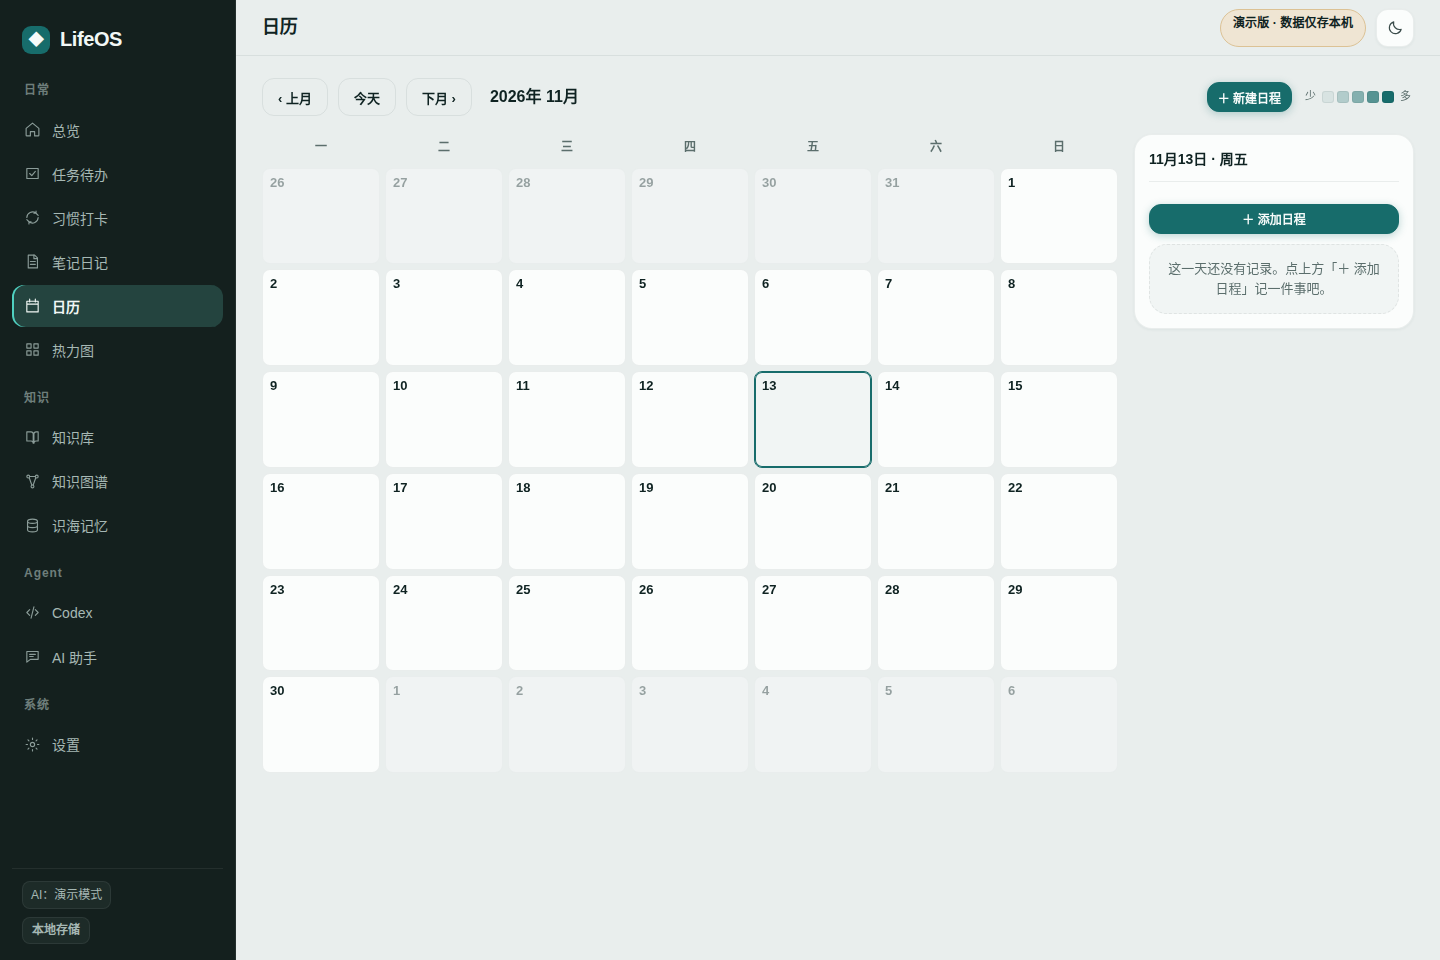 LifeOS
日常
总览
任务待办
习惯打卡
笔记日记
日历
热力图
知识
知识库
知识图谱
识海记忆
Agent
Codex
AI 助手
系统
设置
AI：演示模式
本地存储
日历
演示版 · 数据仅存本机
‹ 上月
今天
下月 ›
2026年 11月
＋ 新建日程
少
多
一 二 三 四 五 六 日
26 27 28 29 30 31 1
2 3 4 5 6 7 8
9 10 11 12 13 14 15
16 17 18 19 20 21 22
23 24 25 26 27 28 29
30 1 2 3 4 5 6
11月13日 · 周五
＋ 添加日程
这一天还没有记录。点上方「＋ 添加
日程」记一件事吧。